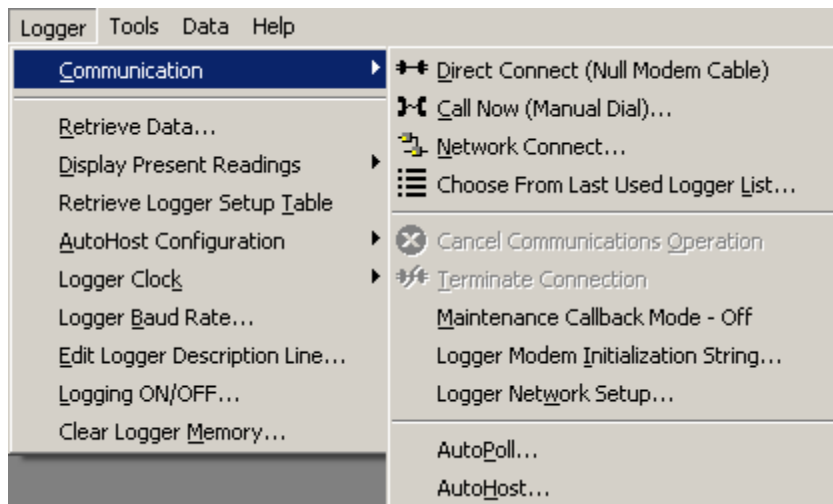 Logger Tools Data Help
Communication
Retrieve Data...
Display Present Readings
Retrieve Logger Setup Table
AutoHost Configuration
Logger Clock
Logger Baud Rate...
Edit Logger Description Line...
Logging ON/OFF...
Clear Logger Memory...
Direct Connect (Null Modem Cable)
Call Now (Manual Dial)...
Network Connect...
Choose From Last Used Logger List...
Cancel Communications Operation
Terminate Connection
Maintenance Callback Mode - Off
Logger Modem Initialization String...
Logger Network Setup...
AutoPoll...
AutoHost...